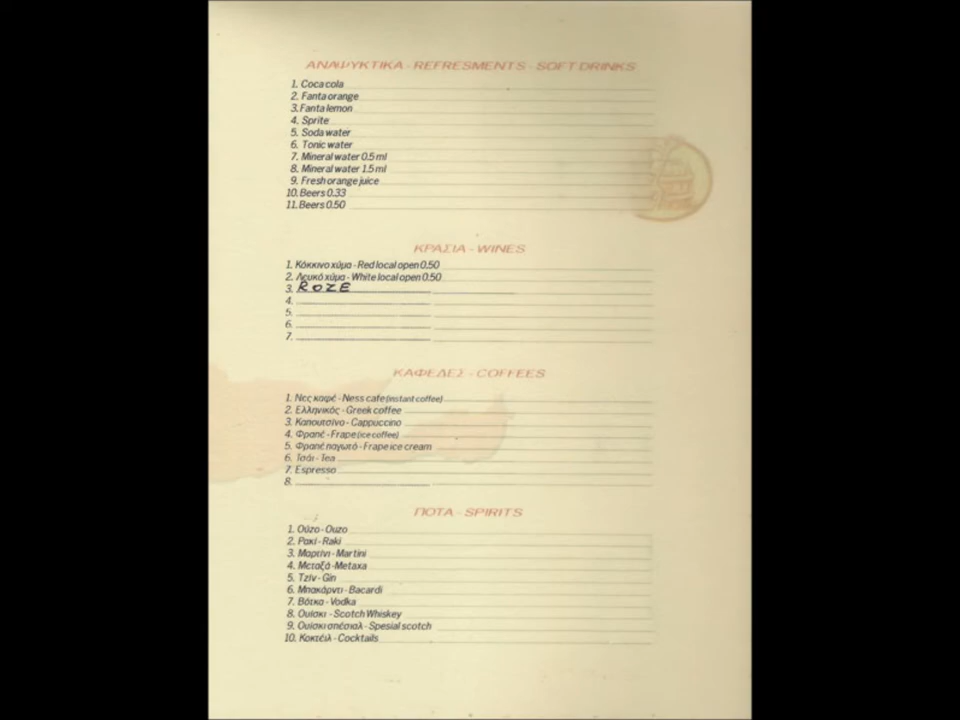 ΑΝΑΨΥΚΤΙΚΑ - REFRESMENTS - SOFT DRINKS
1. Coca cola
2. Fanta orange
3. Fanta lemon
4. Sprite
5. Soda water
6. Tonic water
7. Mineral water 0.5 ml
8. Mineral water 1.5 ml
9. Fresh orange juice
10. Beers 0.33
11. Beers 0.50
ΚΡΑΣΙΑ - WINES
1. Κόκκινο χύμα - Red local open 0.50
2. Λευκό χύμα - White local open 0.50
3. ROZE
4.
5.
6.
7.
ΚΑΦΕΔΕΣ - COFFEES
1. Νες καφέ - Ness cafe (instant coffee)
2. Ελληνικός - Greek coffee
3. Καπουτσίνο - Cappuccino
4. Φραπέ - Frape (ice coffee)
5. Φραπέ παγωτό - Frape ice cream
6. Τσάι - Tea
7. Espresso
8.
ΠΟΤΑ - SPIRITS
1. Ούζο - Ouzo
2. Ρακί - Raki
3. Μαρτίνι - Martini
4. Μεταξά - Metaxa
5. Τζίν - Gin
6. Μπακάρντι - Bacardi
7. Βότκα - Vodka
8. Ουίσκι - Scotch Whiskey
9. Ουίσκι σπέσιαλ - Spesial scotch
10. Κοκτέιλ - Cocktails